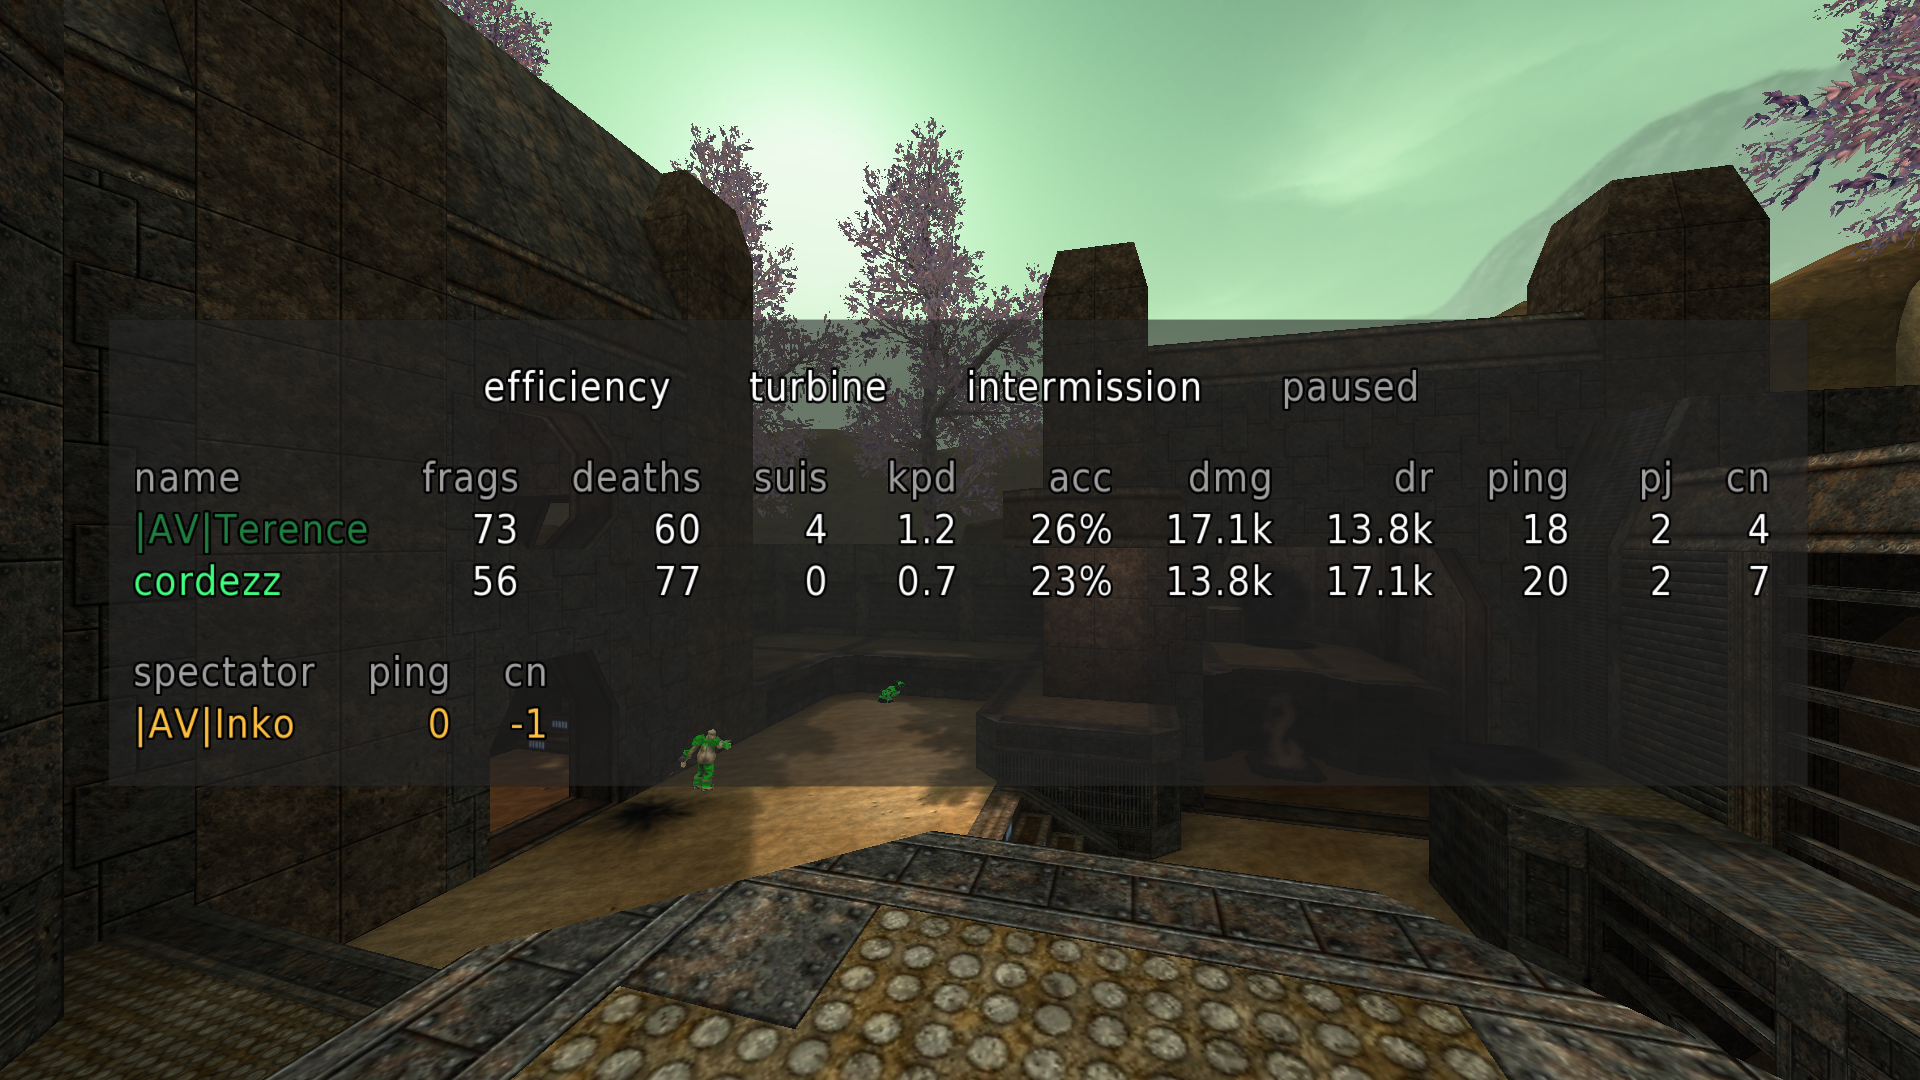 efficiency turbine intermission paused
name frags deaths suis kpd acc dmg dr ping pj cn
|AV|Terence 73 60 4 1.2 26% 17.1k 13.8k 18 2 4
cordezz 56 77 0 0.7 23% 13.8k 17.1k 20 2 7
spectator ping cn
|AV|Inko 0 -1